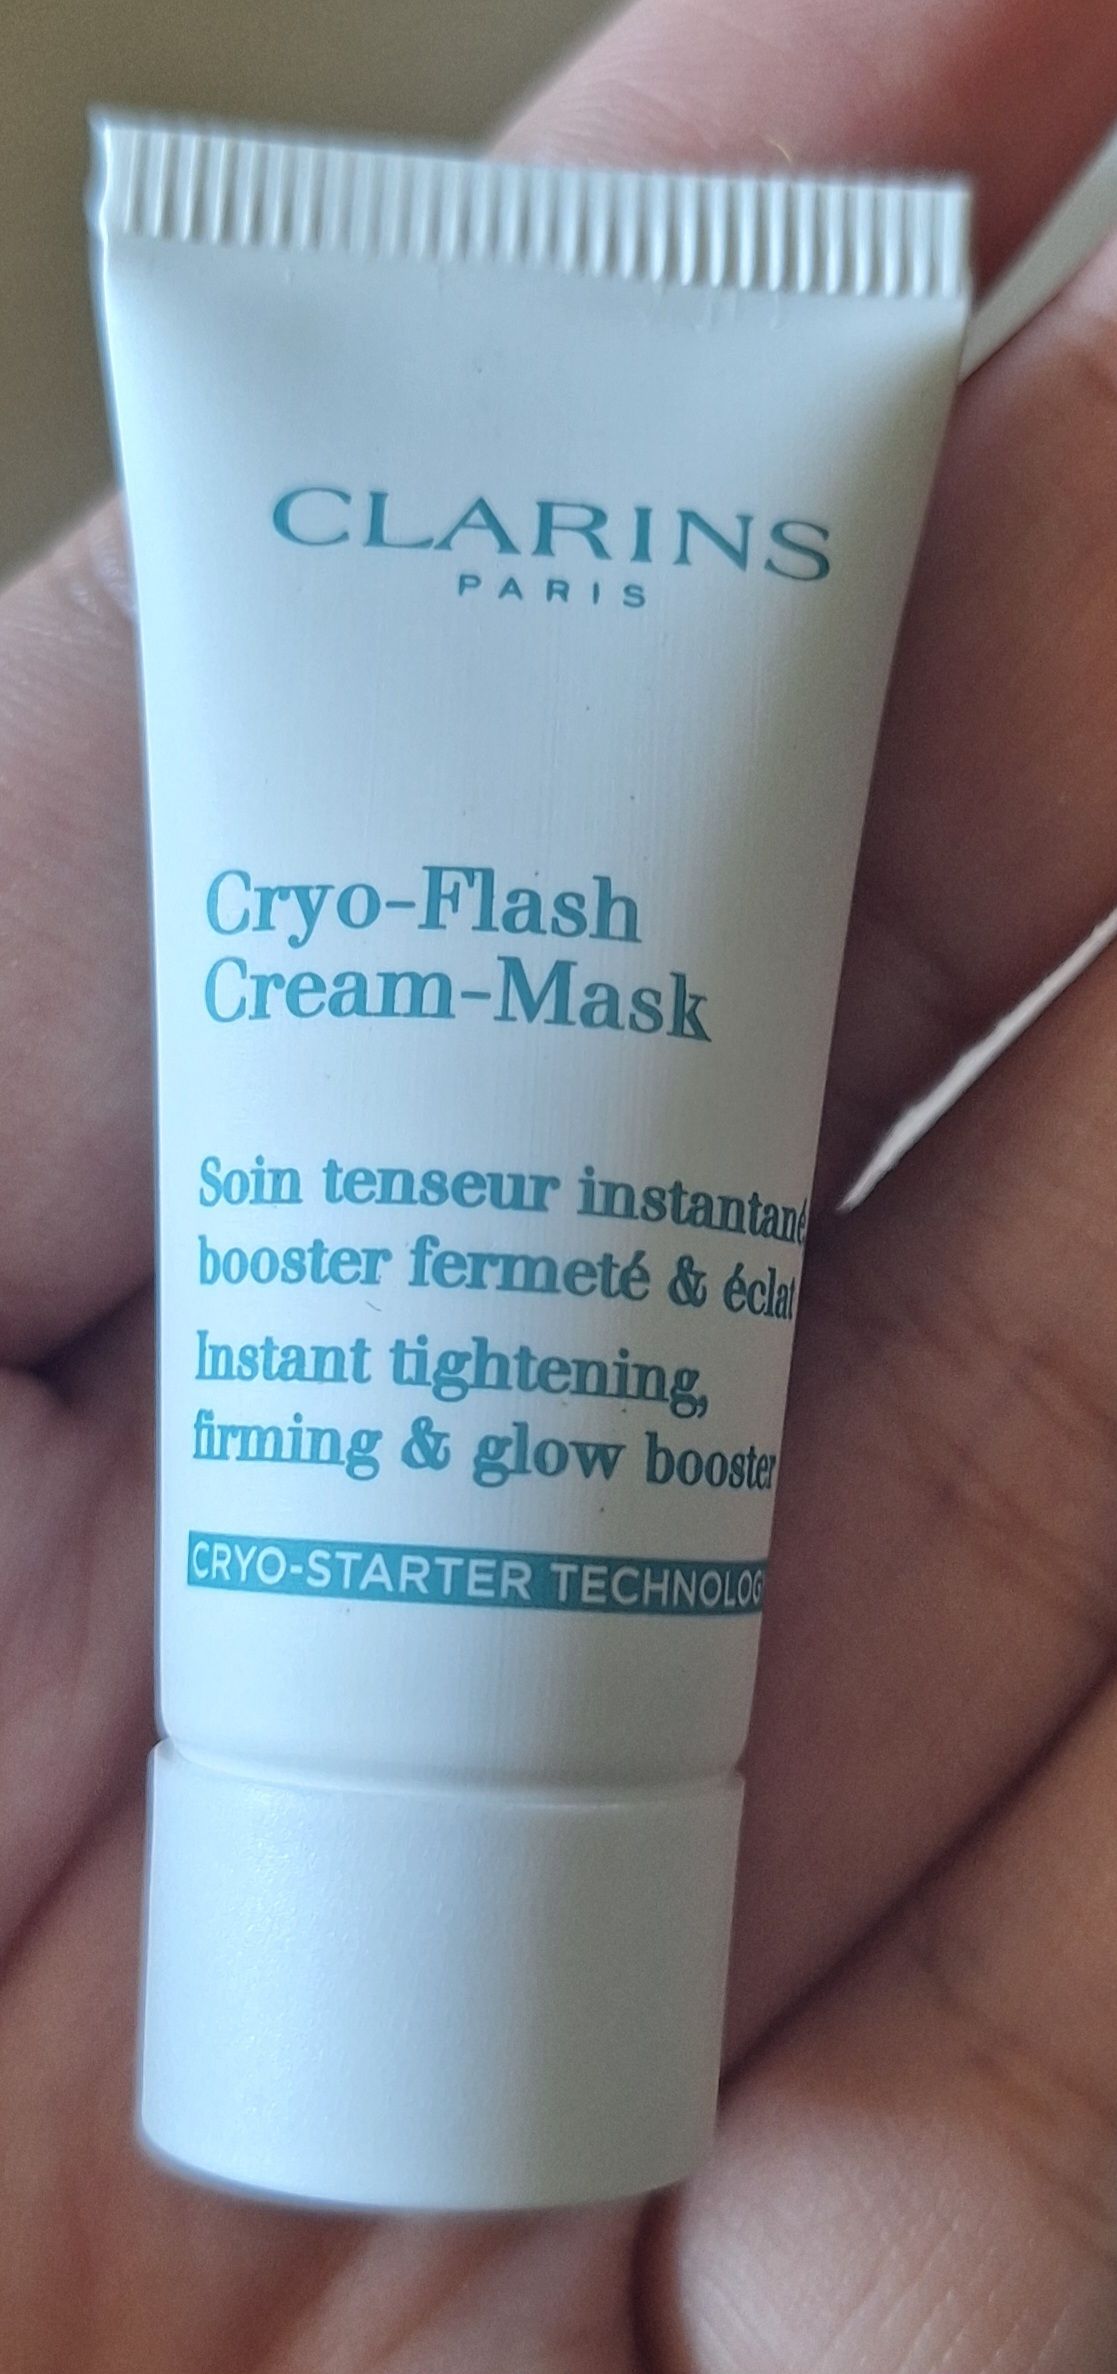 CLARINS
PARIS
Cryo-Flash
Cream-Mask
Soin tenseur instantané
booster fermeté & éclat
Instant tightening,
firming & glow booster
CRYO-STARTER TECHNOLOG